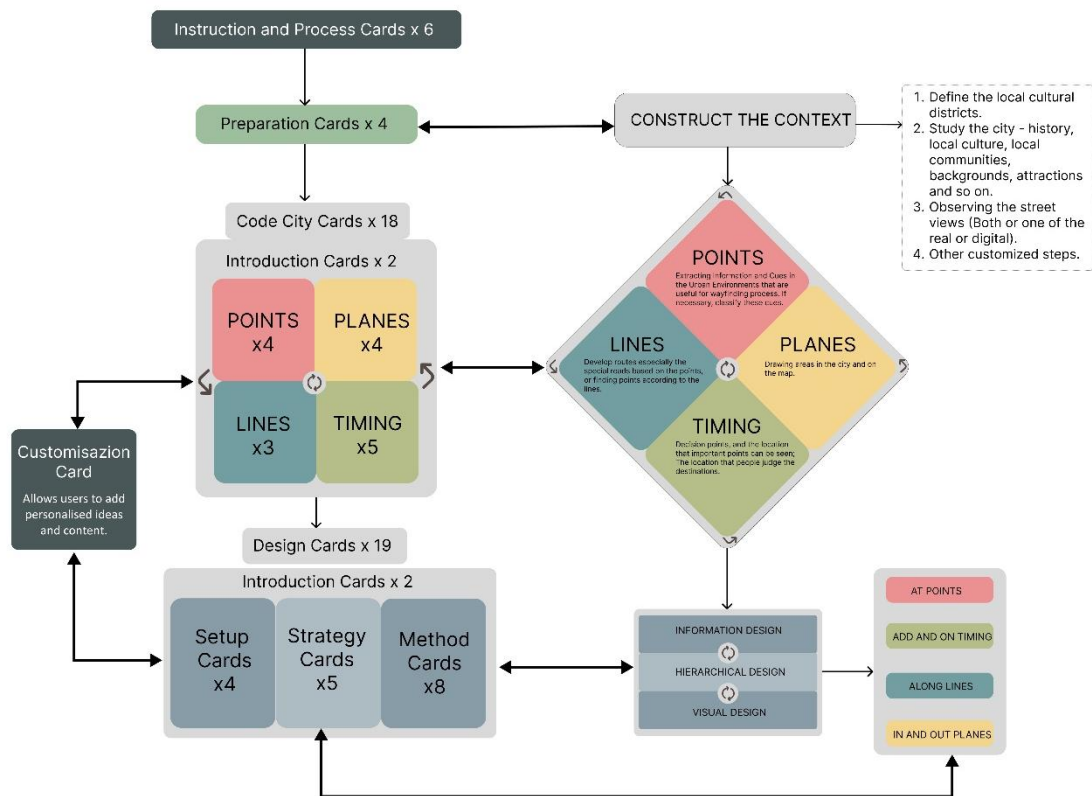 Instruction and Process Cards x 6
Preparation Cards x 4
CONSTRUCT THE CONTEXT
1. Define the local cultural
districts.
2. Study the city - history,
local culture, local
communities,
backgrounds, attractions
and so on.
3. Observing the street
views (Both or one of the
real or digital).
4. Other customized steps.
Code City Cards x 18
Introduction Cards x 2
POINTS
x4
PLANES
x4
LINES
x3
TIMING
x5
POINTS
Extracting Information and Cues in
the Urban Environments that are
useful for wayfinding process. If
necessary, classify these cues.
LINES
Develop routes especially the
special roads based on the points,
or finding points according to the
lines.
PLANES
Drawing areas in the city and on
the map.
TIMING
Decision points, and the location
that important points can be seen;
The location that people judge the
destinations.
Customisazion
Card
Allows users to add
personalised ideas
and content.
Design Cards x 19
Introduction Cards x 2
Setup
Cards
x4
Strategy
Cards
x5
Method
Cards
x8
INFORMATION DESIGN
HIERARCHICAL DESIGN
VISUAL DESIGN
AT POINTS
ADD AND ON TIMING
ALONG LINES
IN AND OUT PLANES